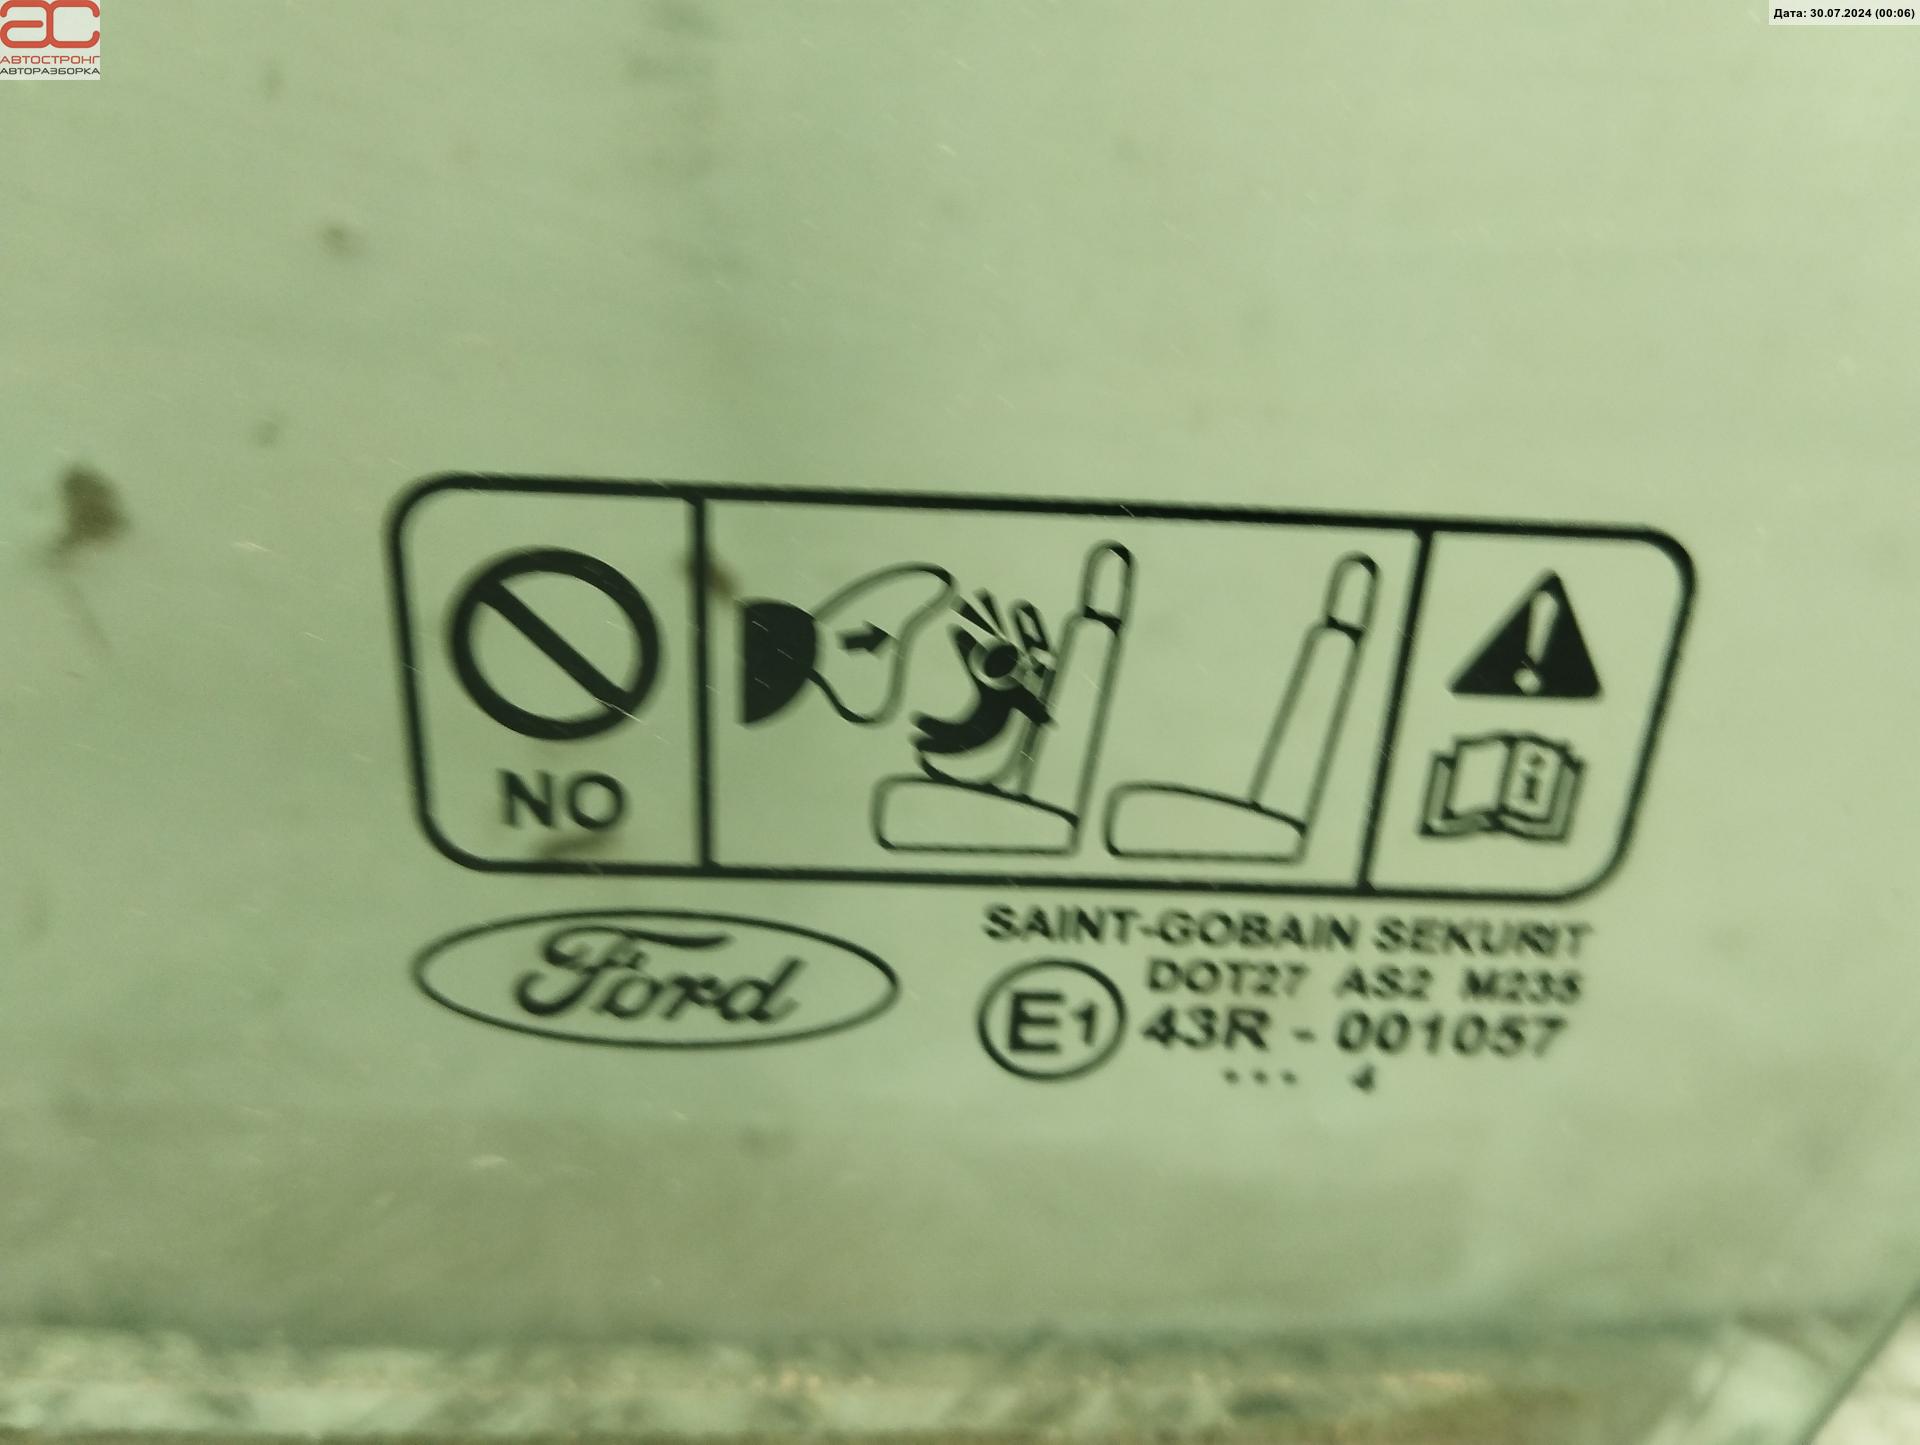 АВТОСТРОНГ
АВТОРАЗБОРКА
Дата: 30.07.2024 (00:06)
NO
Ford
SAINT-GOBAIN SEKURIT
DOT27 AS2 M235
E1 43R - 001057
... 4